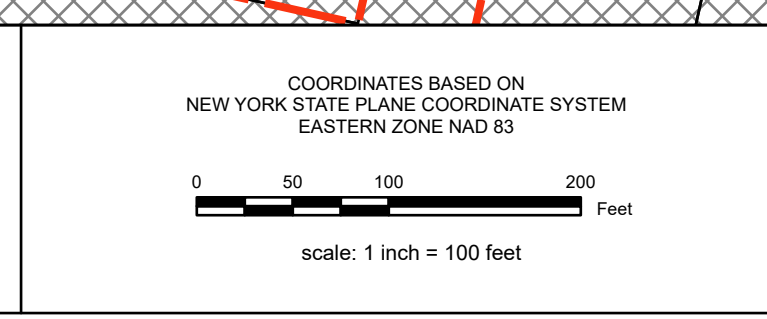 COORDINATES BASED ON
NEW YORK STATE PLANE COORDINATE SYSTEM
EASTERN ZONE NAD 83
0 50 100 200
Feet
scale: 1 inch = 100 feet